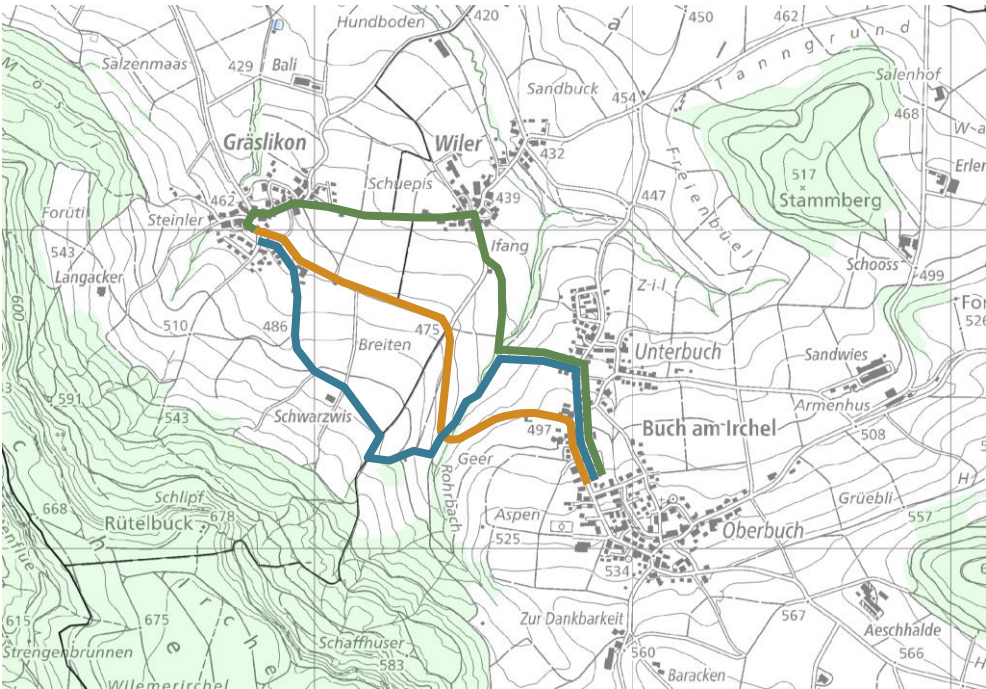 Hundboden
420
450
462
Salzenmaas
429
Bali
Sandbuck
454
Tanngrund
Salenhof
468
Gräslikon
Wiler
432
Freienbüel
517
Stammberg
Schuepis
462
439
447
Forüti
Steinler
543
Ifang
Langacker
Schooss
499
Zil
600
510
486
475
Breiten
Unterbuch
Sandwies
526
591
543
Schwarzwis
Armenhus
497
Buch am Irchel
508
Geer
Rohrbach
Schlipf
668
Rütelbuck
678
Aspen
525
Grüebli
557
Oberbuch
534
567
615
675
Schaffhuser
583
Zur Dankbarkeit
Aeschhalde
566
Strengenbrunnen
560
Baracken
Wilemerirchel